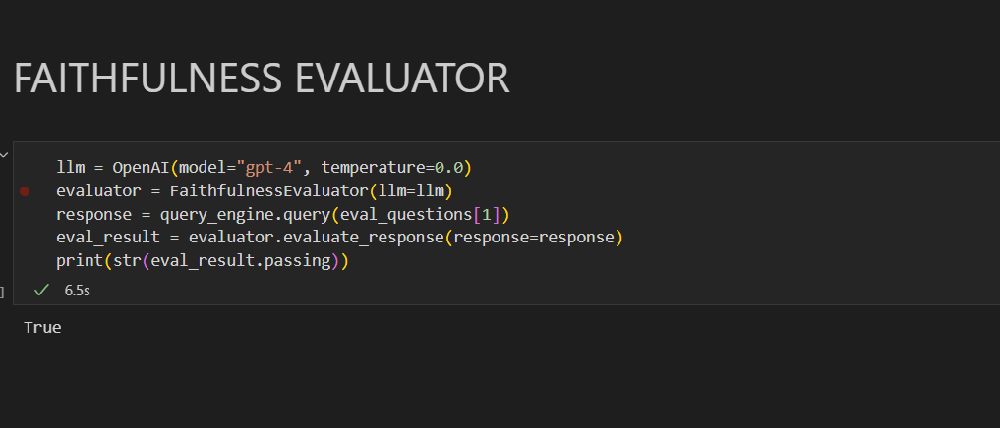 FAITHFULNESS EVALUATOR
llm = OpenAI(model="gpt-4", temperature=0.0)
evaluator = FaithfulnessEvaluator(llm=llm)
response = query_engine.query(eval_questions[1])
eval_result = evaluator.evaluate_response(response=response)
print(str(eval_result.passing))
] ✓ 6.5s
True